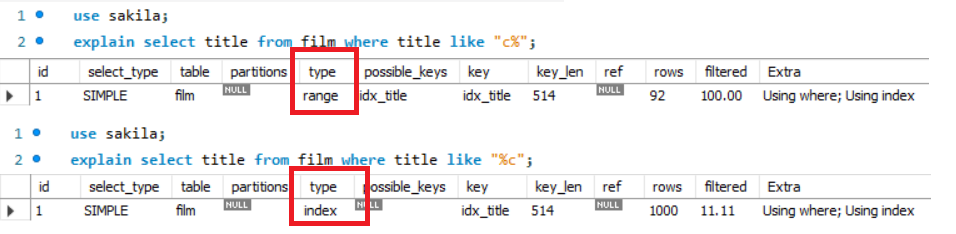 1 use sakila;
2 explain select title from film where title like "c%";
id select_type table partitions type possible_keys key key_len ref rows filtered Extra
1 SIMPLE film NULL range idx_title idx_title 514 NULL 92 100.00 Using where; Using index
1 use sakila;
2 explain select title from film where title like "%c";
id select_type table partitions type possible_keys key key_len ref rows filtered Extra
1 SIMPLE film NULL index NULL idx_title 514 NULL 1000 11.11 Using where; Using index